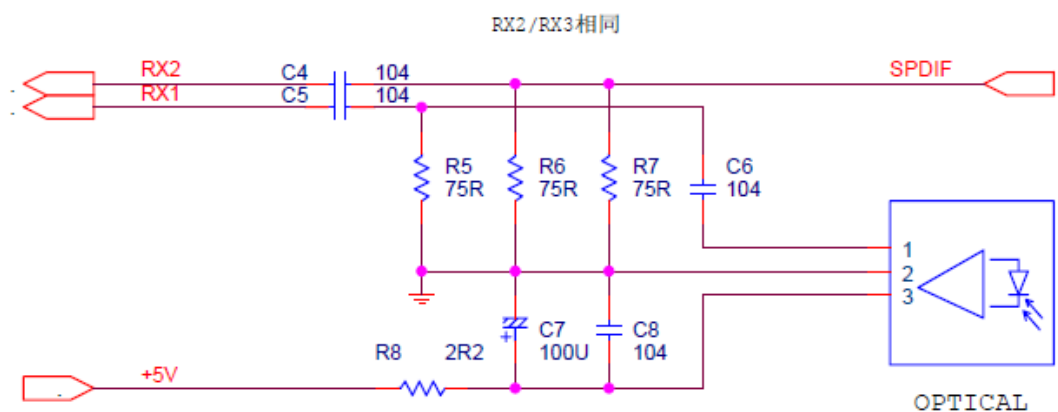 RX2/RX3相同
RX2 C4 104 SPDIF
RX1 C5 104
R5 R6 R7 C6
75R 75R 75R 104
1
2
3
C7 C8
R8 2R2 100U 104
+5V
OPTICAL